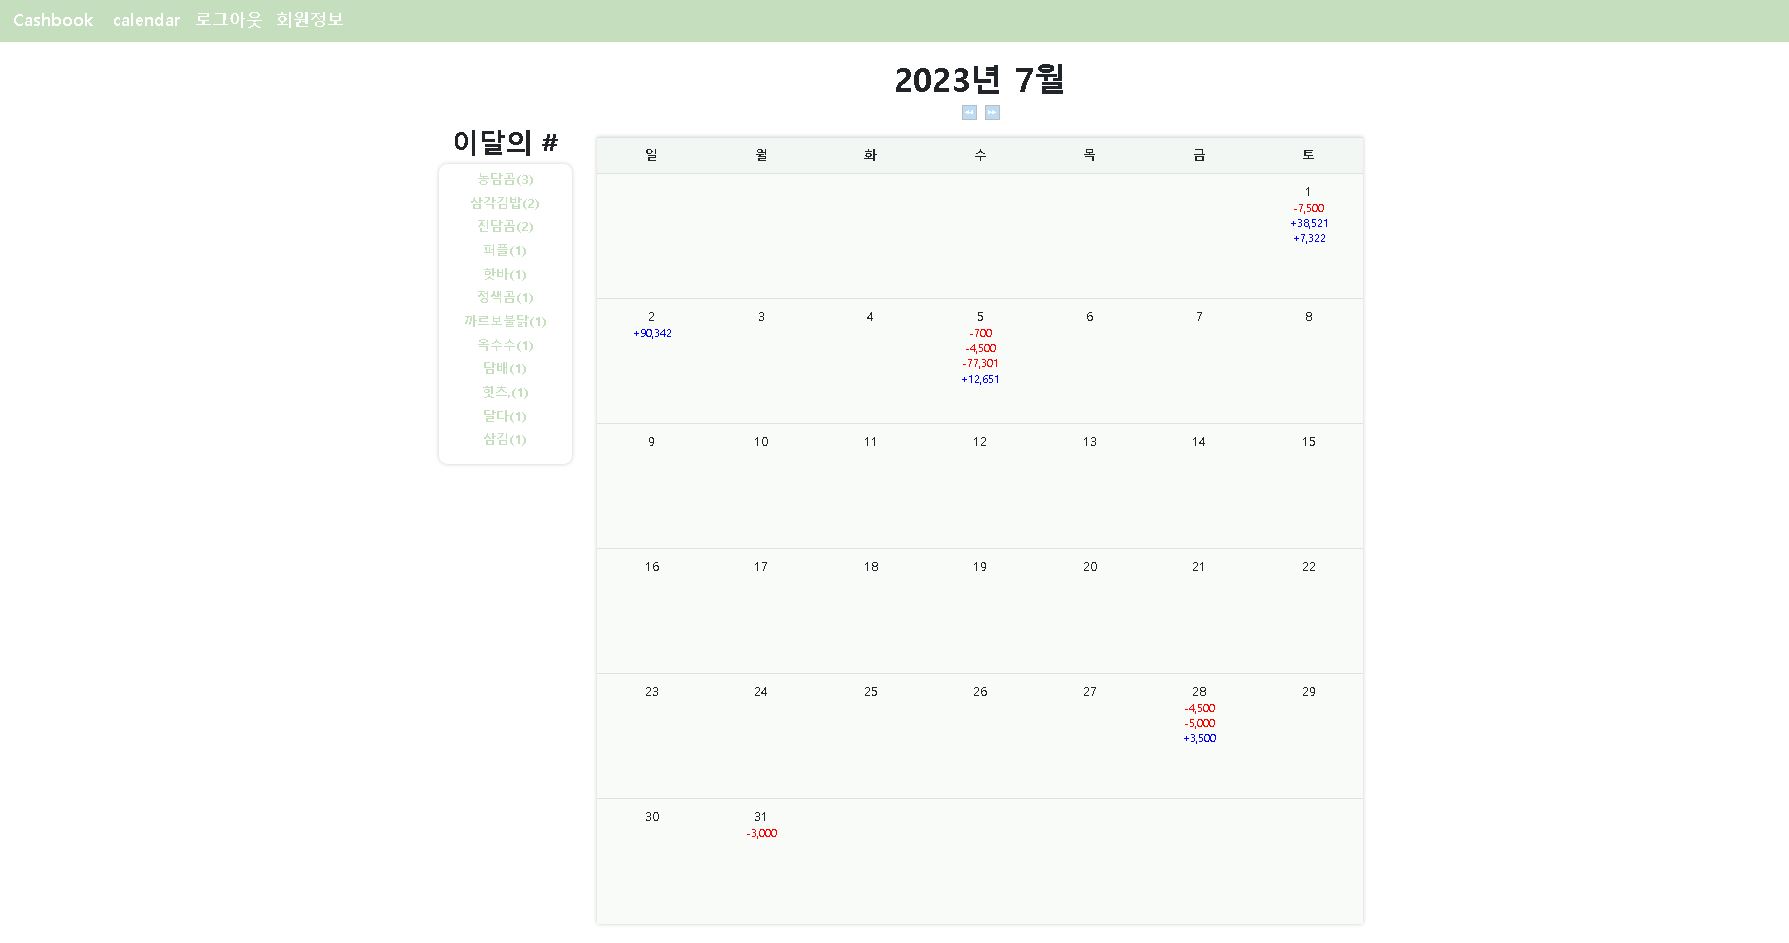 Cashbook calendar 로그아웃 회원정보
2023년 7월
이달의 #
농담곰(3)
삼각김밥(2)
진담곰(2)
퍼플(1)
핫바(1)
정색곰(1)
까르보불닭(1)
옥수수(1)
담배(1)
핫츠,(1)
달다(1)
삼김(1)
일 월 화 수 목 금 토
1
-7,500
+38,521
+7,322
2 3 4 5 6 7 8
+90,342 -700
-4,500
-77,301
+12,651
9 10 11 12 13 14 15
16 17 18 19 20 21 22
23 24 25 26 27 28 29
-4,500
-5,000
+3,500
30 31
-3,000